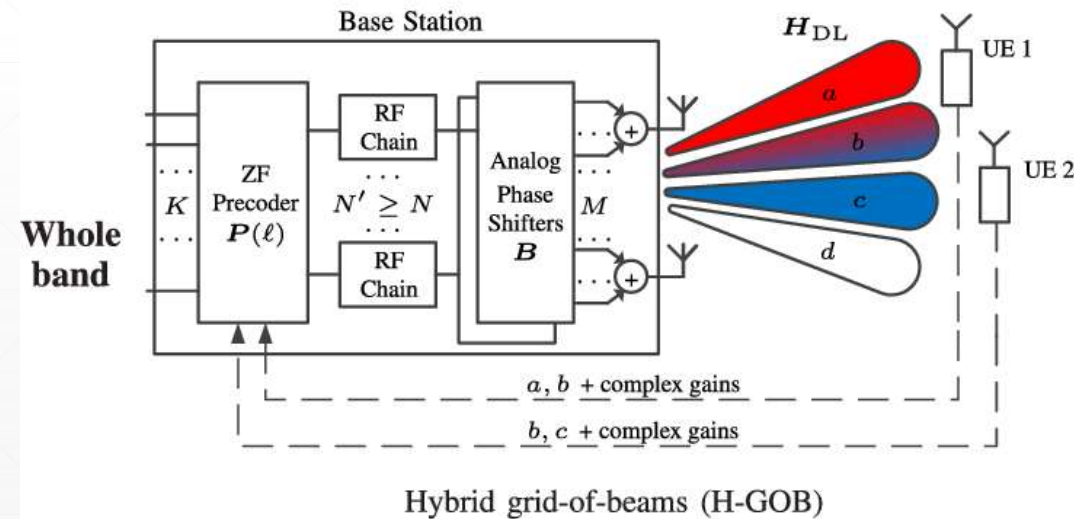 Base Station
H_DL
UE 1
a
RF
Chain
ZF
Precoder
P(ℓ)
K
. . .
. . .
. . .
N′ ≥ N
. . .
RF
Chain
Analog
Phase
Shifters
B
. . .
. . .
M
. . .
. . .
+
+
b
UE 2
c
d
Whole
band
a, b + complex gains
b, c + complex gains
Hybrid grid-of-beams (H-GOB)